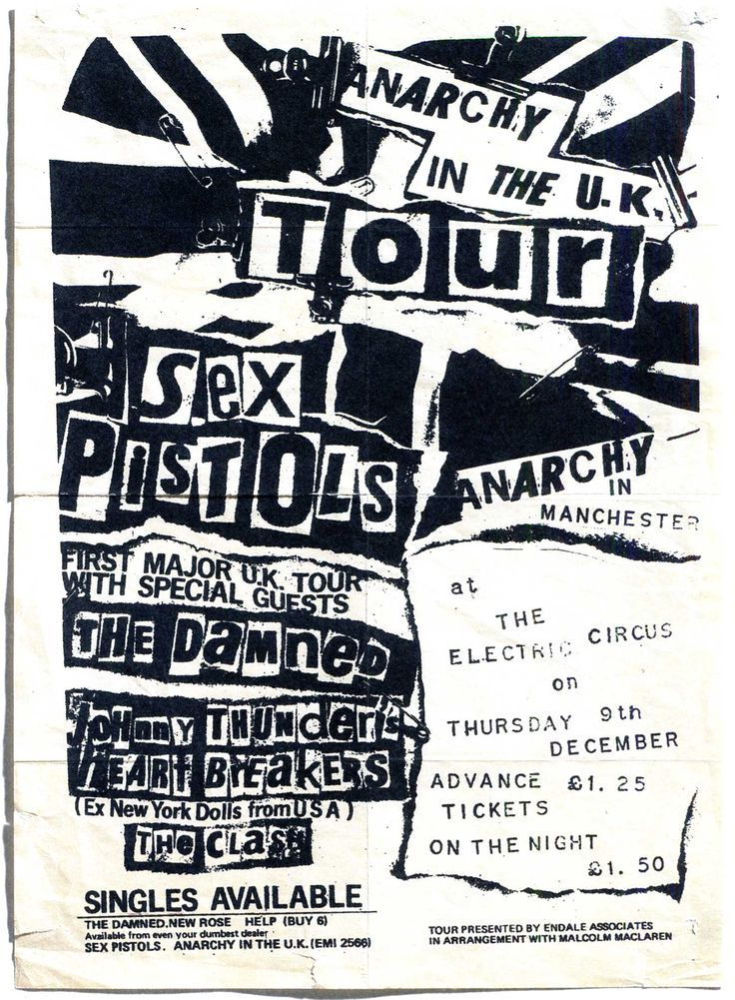 ANARCHY
IN THE U.K.
Tour
Sex
PiSTOLS
ANARCHY
IN
MANCHESTER
FIRST MAJOR U.K. TOUR
WITH SPECIAL GUESTS
THE DamneD
JOHnny THUNderS
HEARTBReaKERS
(Ex New York Dolls from USA)
THe CLaSH
at
THE
ELECTRIC CIRCUS
on
THURSDAY 9th
DECEMBER
ADVANCE £1.25
TICKETS
ON THE NIGHT
£1.50
SINGLES AVAILABLE
THE DAMNED.NEW ROSE HELP (BUY 6)
Available from even your dumbest dealer
SEX PISTOLS. ANARCHY IN THE U.K. (EMI 2566)
TOUR PRESENTED BY ENDALE ASSOCIATES
IN ARRANGEMENT WITH MALCOLM MACLAREN